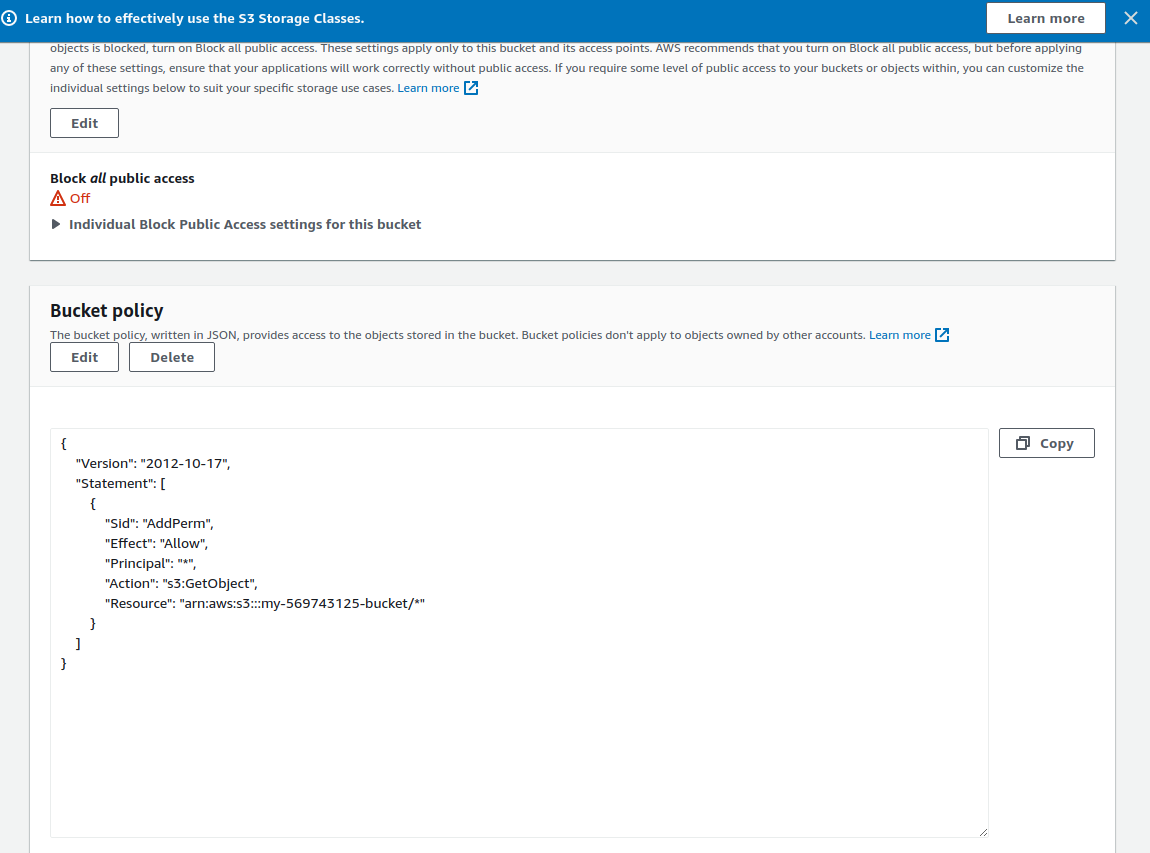 Learn how to effectively use the S3 Storage Classes.
Learn more
objects is blocked, turn on Block all public access. These settings apply only to this bucket and its access points. AWS recommends that you turn on Block all public access, but before applying
any of these settings, ensure that your applications will work correctly without public access. If you require some level of public access to your buckets or objects within, you can customize the
individual settings below to suit your specific storage use cases. Learn more
Edit
Block all public access
Off
Individual Block Public Access settings for this bucket
Bucket policy
The bucket policy, written in JSON, provides access to the objects stored in the bucket. Bucket policies don't apply to objects owned by other accounts. Learn more
Edit
Delete
Copy
{
"Version": "2012-10-17",
"Statement": [
{
"Sid": "AddPerm",
"Effect": "Allow",
"Principal": "*",
"Action": "s3:GetObject",
"Resource": "arn:aws:s3:::my-569743125-bucket/*"
}
]
}